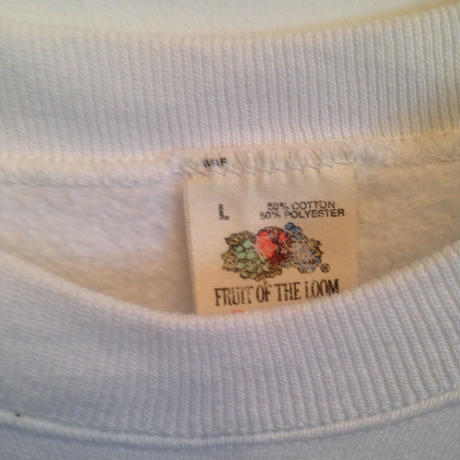 L
50% COTTON
50% POLYESTER
®
FRUIT OF THE LOOM